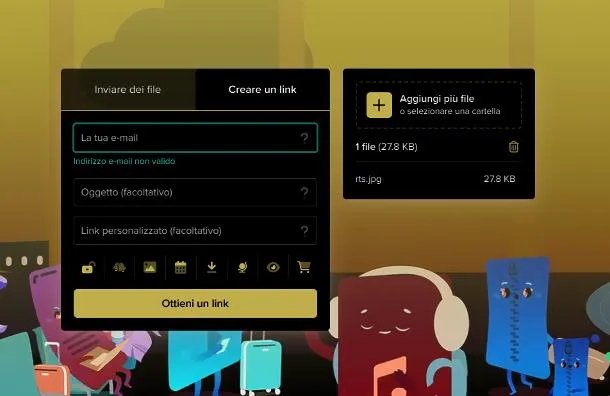 Inviare dei file
Creare un link
La tua e-mail
?
Indirizzo e-mail non valido
Oggetto (facoltativo)
?
Link personalizzato (facoltativo)
?
Ottieni un link
Aggiungi più file
o selezionare una cartella
1 file (27.8 KB)
rts.jpg 27.8 KB